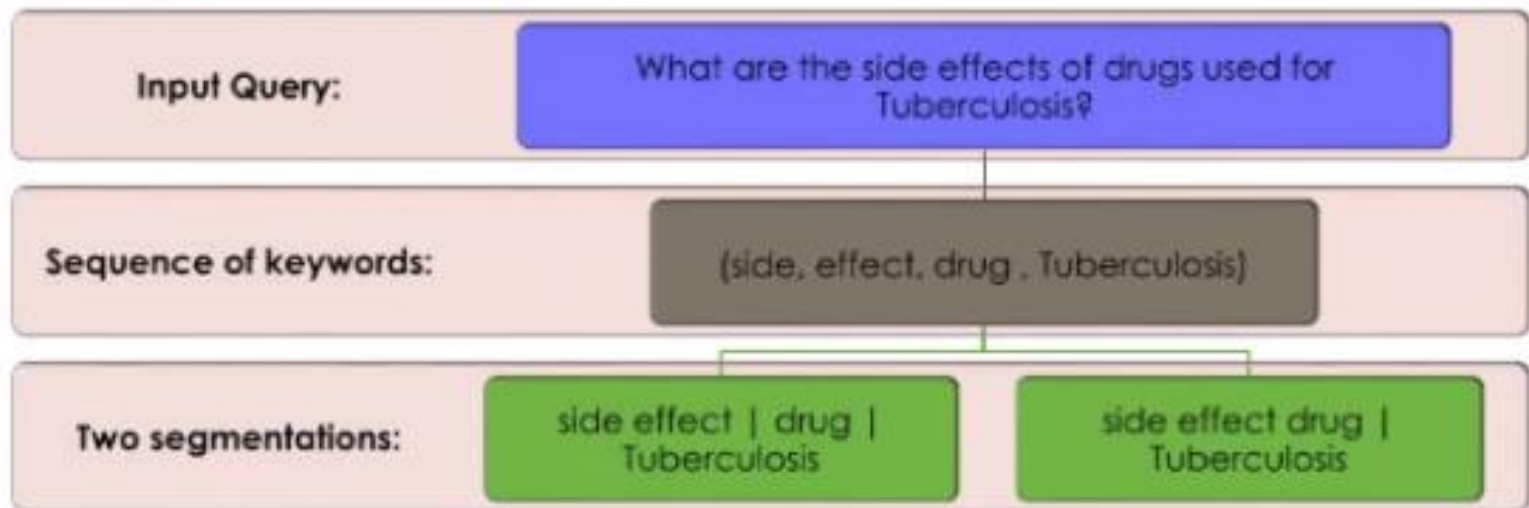 Input Query:
What are the side effects of drugs used for
Tuberculosis?
Sequence of keywords:
(side, effect, drug , Tuberculosis)
Two segmentations:
side effect | drug |
Tuberculosis
side effect drug |
Tuberculosis